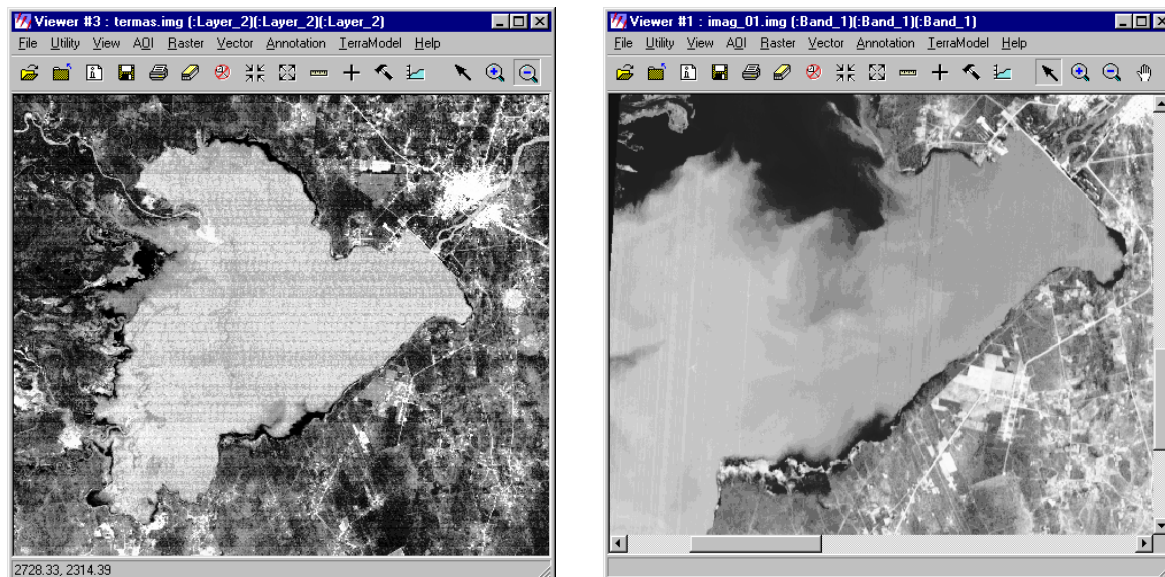 Viewer #3 : termas.img (:Layer_2)(:Layer_2)(:Layer_2)
File Utility View AOI Raster Vector Annotation TerraModel Help
2728.33, 2314.39
Viewer #1 : imag_01.img (:Band_1)(:Band_1)(:Band_1)
File Utility View AOI Raster Vector Annotation TerraModel Help